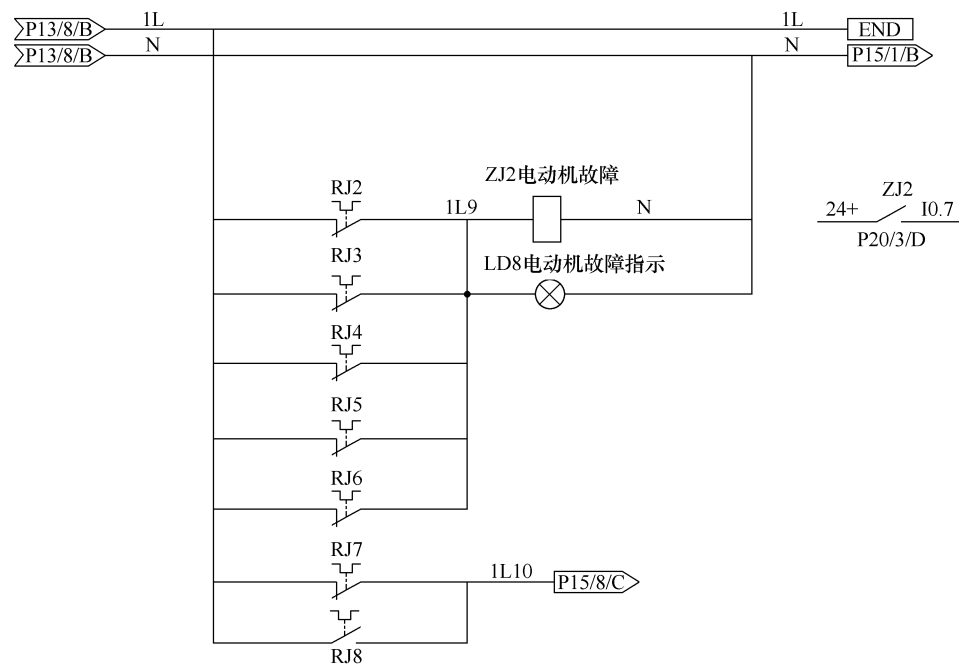 P13/8/B 1L 1L END
P13/8/B N N P15/1/B
ZJ2电动机故障
RJ2
1L9 N
ZJ2
24+ I0.7
P20/3/D
RJ3
LD8电动机故障指示
RJ4
RJ5
RJ6
RJ7
1L10 P15/8/C
RJ8